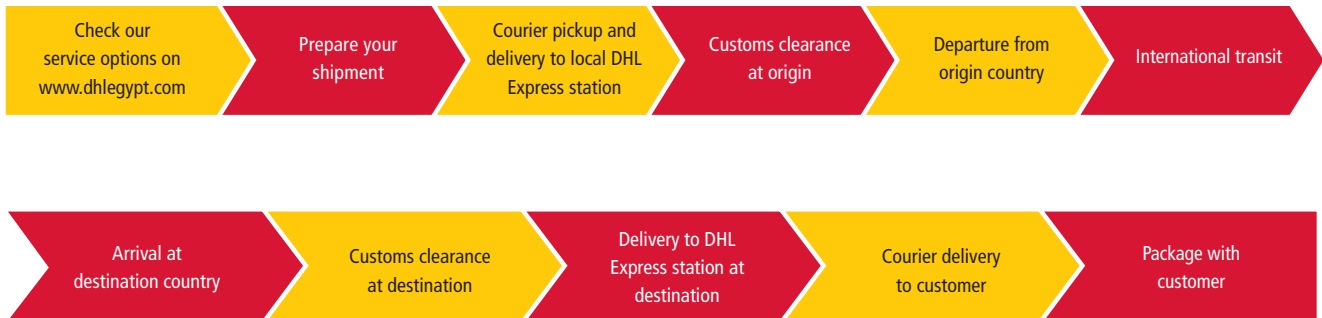 Check our
service options on
www.dhlegypt.com
Prepare your
shipment
Courier pickup and
delivery to local DHL
Express station
Customs clearance
at origin
Departure from
origin country
International transit
Arrival at
destination country
Customs clearance
at destination
Delivery to DHL
Express station at
destination
Courier delivery
to customer
Package with
customer